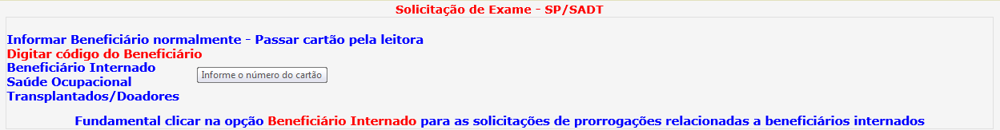 Solicitação de Exame - SP/SADT
Informar Beneficiário normalmente - Passar cartão pela leitora
Digitar código do Beneficiário
Beneficiário Internado
Informe o número do cartão
Saúde Ocupacional
Transplantados/Doadores
Fundamental clicar na opção Beneficiário Internado para as solicitações de prorrogações relacionadas a beneficiários internados